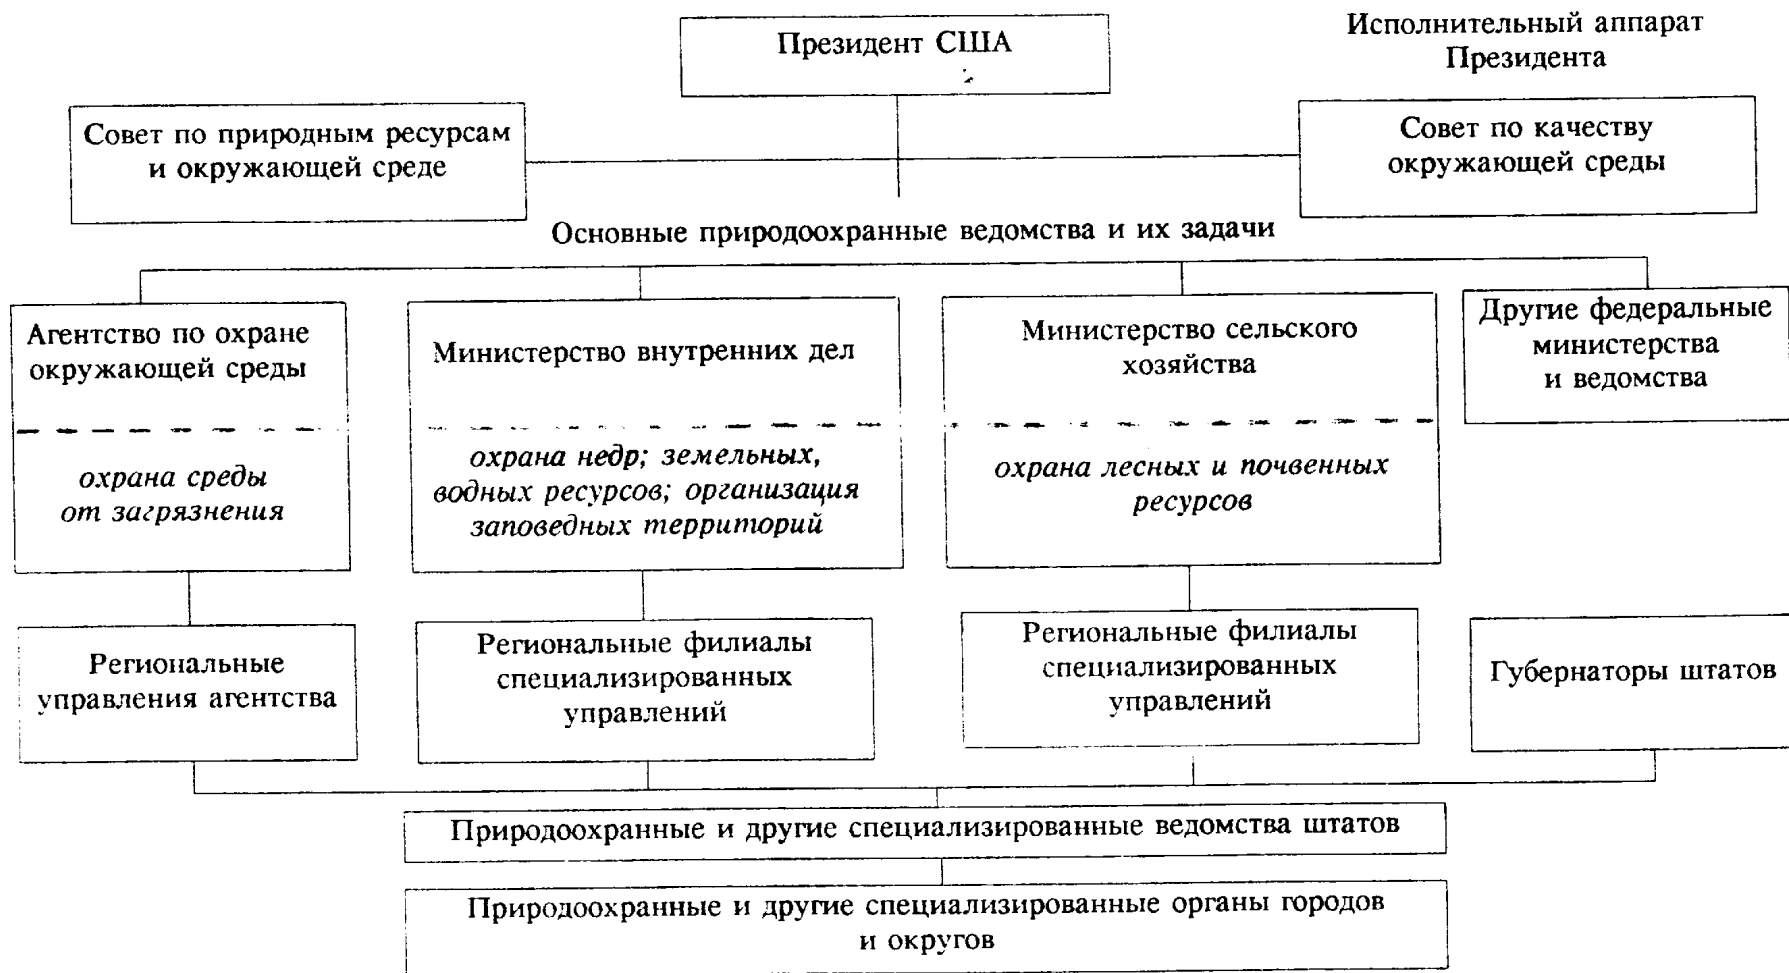 Президент США
Исполнительный аппарат
Президента
Совет по природным ресурсам
и окружающей среде
Совет по качеству
окружающей среды
Основные природоохранные ведомства и их задачи
Агентство по охране
окружающей среды
охрана среды
от загрязнения
Министерство внутренних дел
охрана недр; земельных,
водных ресурсов; организация
заповедных территорий
Министерство сельского
хозяйства
охрана лесных и почвенных
ресурсов
Другие федеральные
министерства
и ведомства
Региональные
управления агентства
Региональные филиалы
специализированных
управлений
Региональные филиалы
специализированных
управлений
Губернаторы штатов
Природоохранные и другие специализированные ведомства штатов
Природоохранные и другие специализированные органы городов
и округов